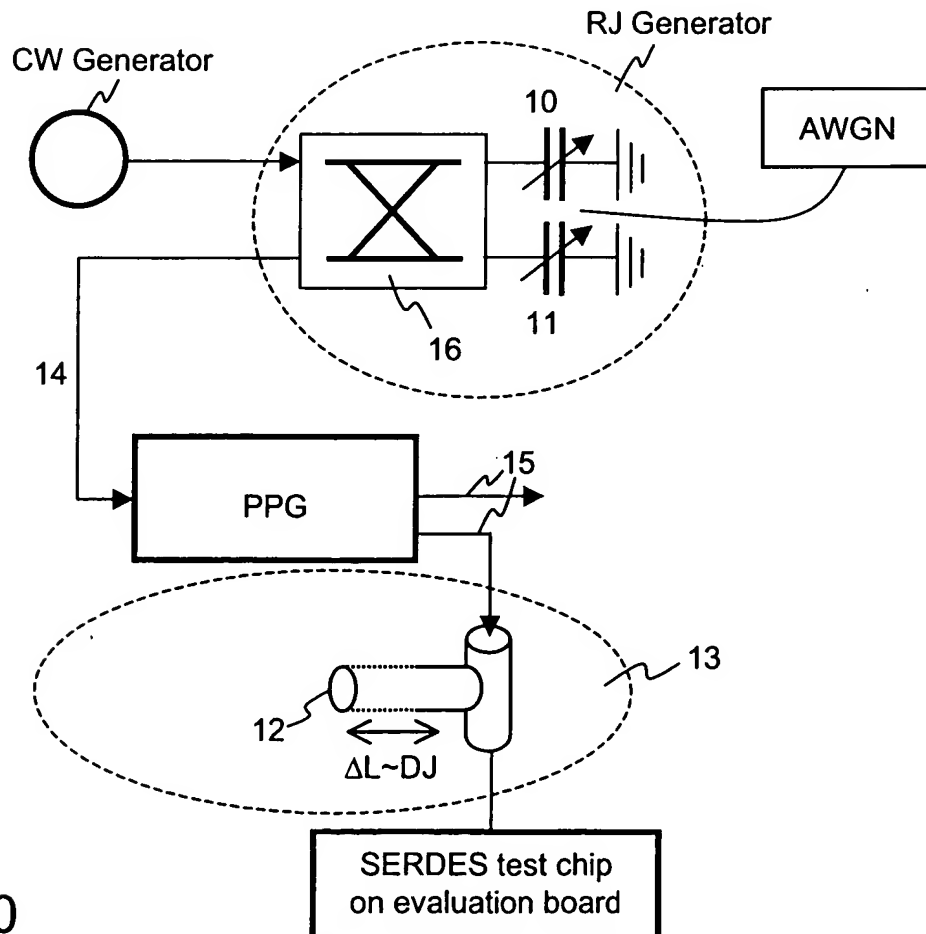 RJ Generator
CW Generator
10
AWGN
11
16
14
15
PPG
13
12
ΔL~DJ
SERDES test chip
on evaluation board
0